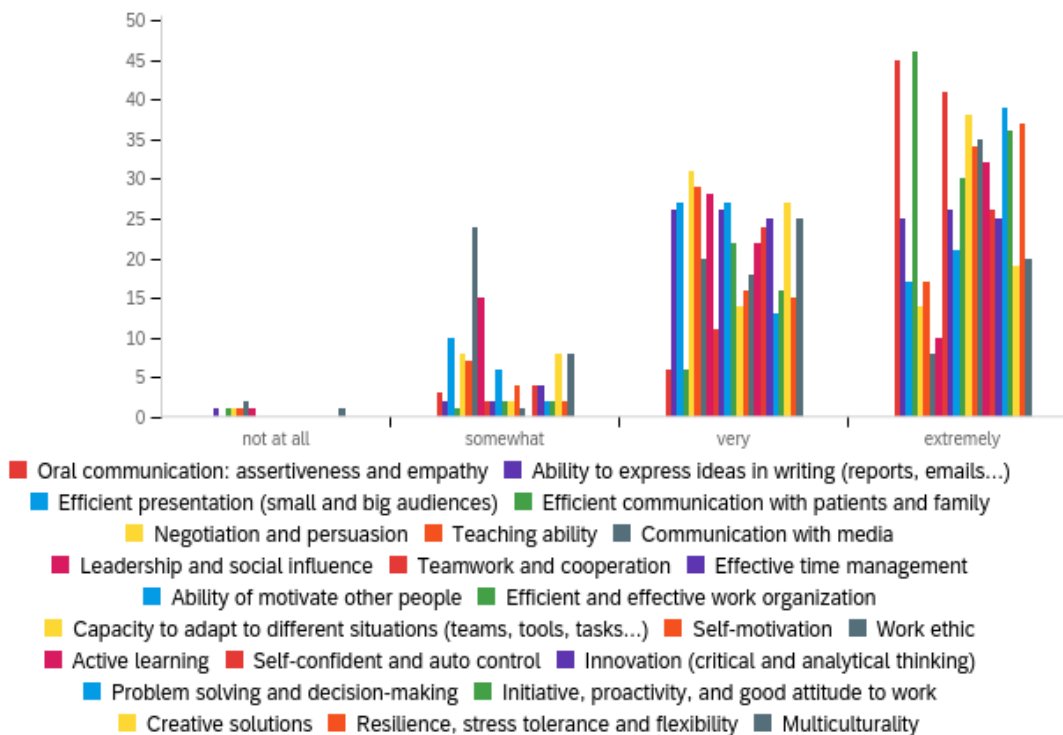 50
45
40
35
30
25
20
15
10
5
0
not at all somewhat very extremely
Oral communication: assertiveness and empathy Ability to express ideas in writing (reports, emails...)
Efficient presentation (small and big audiences) Efficient communication with patients and family
Negotiation and persuasion Teaching ability Communication with media
Leadership and social influence Teamwork and cooperation Effective time management
Ability of motivate other people Efficient and effective work organization
Capacity to adapt to different situations (teams, tools, tasks...) Self-motivation Work ethic
Active learning Self-confident and auto control Innovation (critical and analytical thinking)
Problem solving and decision-making Initiative, proactivity, and good attitude to work
Creative solutions Resilience, stress tolerance and flexibility Multiculturality